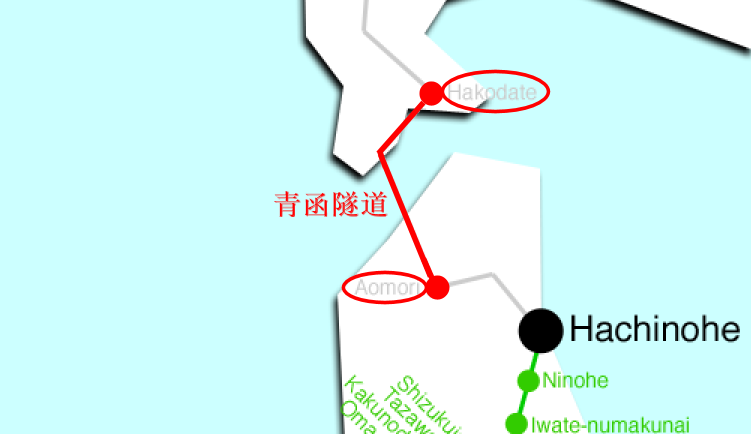 Hakodate
青函隧道
Aomori
Hachinohe
Ninohe
Iwate-numakunai